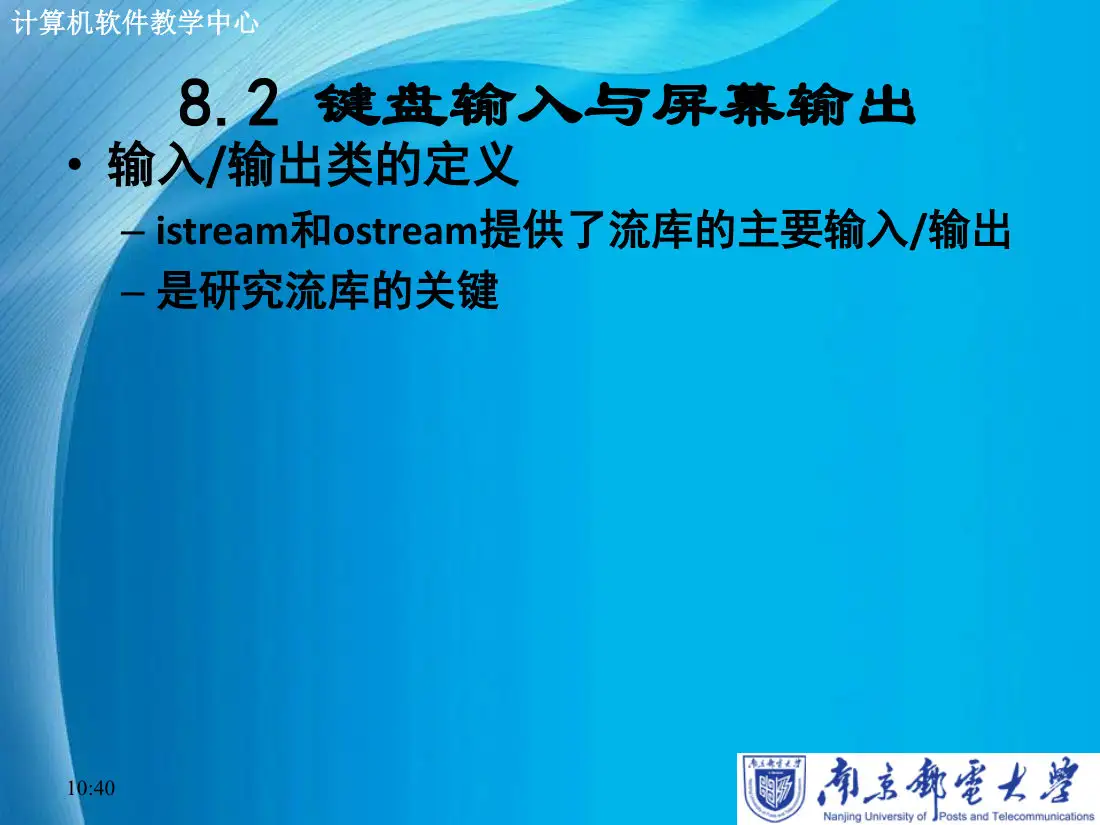 计算机软件教学中心
8.2 键盘输入与屏幕输出
• 输入/输出类的定义
– istream和ostream提供了流库的主要输入/输出
– 是研究流库的关键
10:40
南京郵電大學
Nanjing University of Posts and Telecommunications